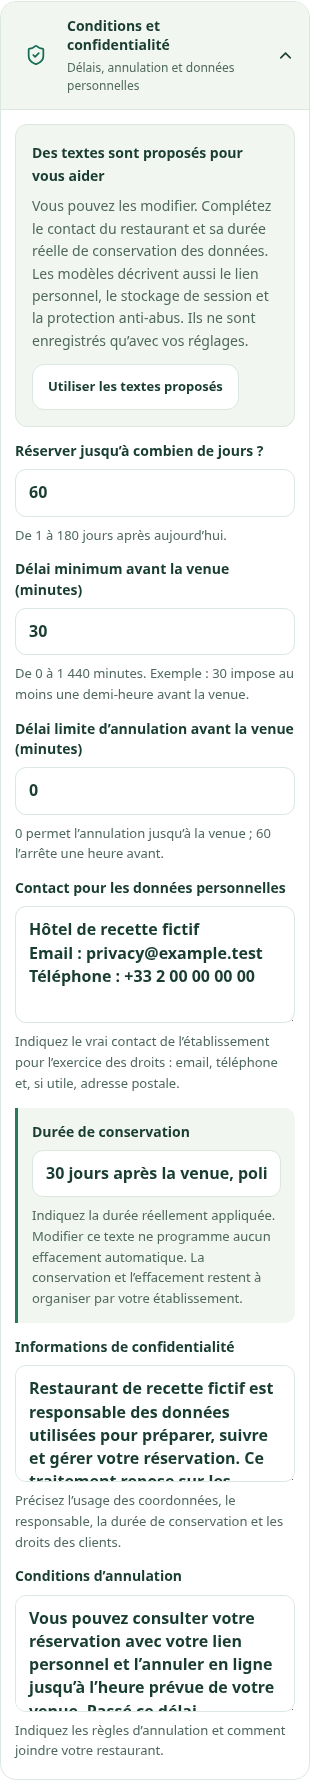 Conditions et
confidentialité
Délais, annulation et données
personnelles
Des textes sont proposés pour
vous aider
Vous pouvez les modifier. Complétez
le contact du restaurant et sa durée
réelle de conservation des données.
Les modèles décrivent aussi le lien
personnel, le stockage de session et
la protection anti-abus. Ils ne sont
enregistrés qu’avec vos réglages.
Utiliser les textes proposés
Réserver jusqu’à combien de jours ?
60
De 1 à 180 jours après aujourd’hui.
Délai minimum avant la venue
(minutes)
30
De 0 à 1 440 minutes. Exemple : 30 impose au
moins une demi-heure avant la venue.
Délai limite d’annulation avant la venue
(minutes)
0
0 permet l’annulation jusqu’à la venue ; 60
l’arrête une heure avant.
Contact pour les données personnelles
Hôtel de recette fictif
Email : privacy@example.test
Téléphone : +33 2 00 00 00 00
Indiquez le vrai contact de l’établissement
pour l’exercice des droits : email, téléphone
et, si utile, adresse postale.
Durée de conservation
30 jours après la venue, poli
Indiquez la durée réellement appliquée.
Modifier ce texte ne programme aucun
effacement automatique. La
conservation et l’effacement restent à
organiser par votre établissement.
Informations de confidentialité
Restaurant de recette fictif est
responsable des données
utilisées pour préparer, suivre
et gérer votre réservation. Ce
traitement repose sur les
Précisez l’usage des coordonnées, le
responsable, la durée de conservation et les
droits des clients.
Conditions d’annulation
Vous pouvez consulter votre
réservation avec votre lien
personnel et l’annuler en ligne
jusqu’à l’heure prévue de votre
venue. Passé ce délai
Indiquez les règles d’annulation et comment
joindre votre restaurant.